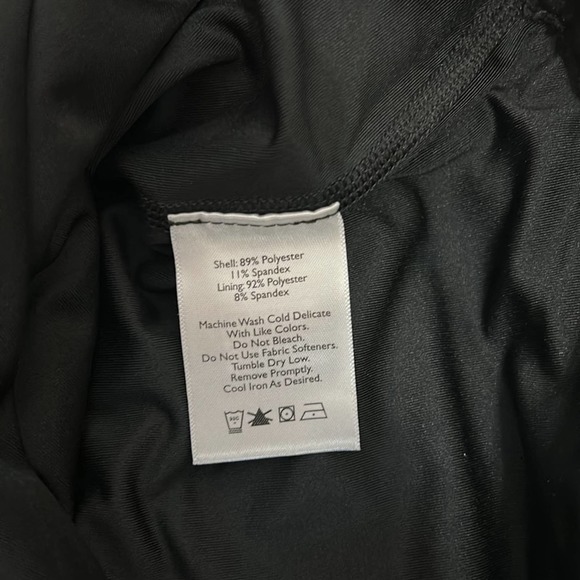 Shell: 89% Polyester
11% Spandex
Lining: 92% Polyester
8% Spandex
Machine Wash Cold Delicate
With Like Colors.
Do Not Bleach.
Do Not Use Fabric Softeners.
Tumble Dry Low.
Remove Promptly.
Cool Iron As Desired.